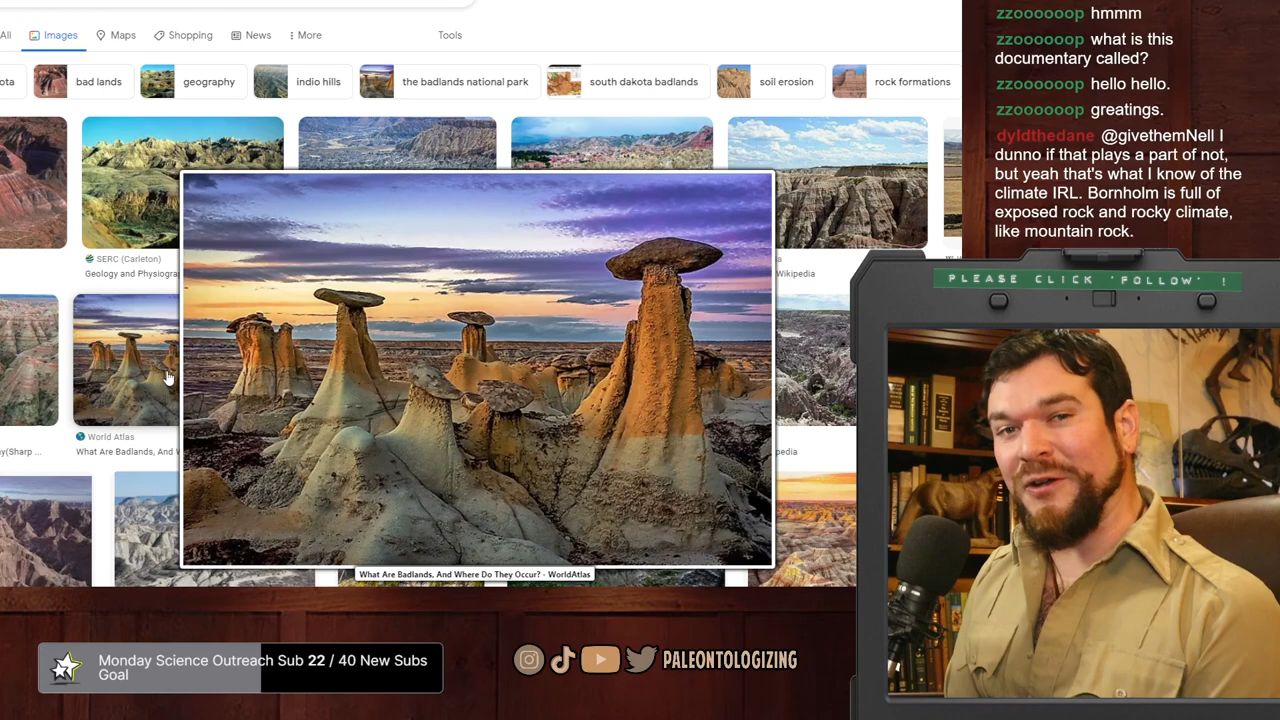 All
Images
Maps
Shopping
News
More
Tools
ota
bad lands
geography
indio hills
the badlands national park
south dakota badlands
soil erosion
rock formations
SERC (Carleton)
Geology and Physiogra
Wikipedia
World Atlas
y(Sharp ...
What Are Badlands, And W
pedia
What Are Badlands, And Where Do They Occur? - WorldAtlas
zzoooooop hmmm
zzoooooop what is this
documentary called?
zzoooooop hello hello.
zzoooooop greatings.
dyldthedane @givethemNell I
dunno if that plays a part of not,
but yeah that's what I know of the
climate IRL. Bornholm is full of
exposed rock and rocky climate,
like mountain rock.
PLEASE CLICK 'FOLLOW' !
Monday Science Outreach Sub 22 / 40 New Subs
Goal
PALEONTOLOGIZING